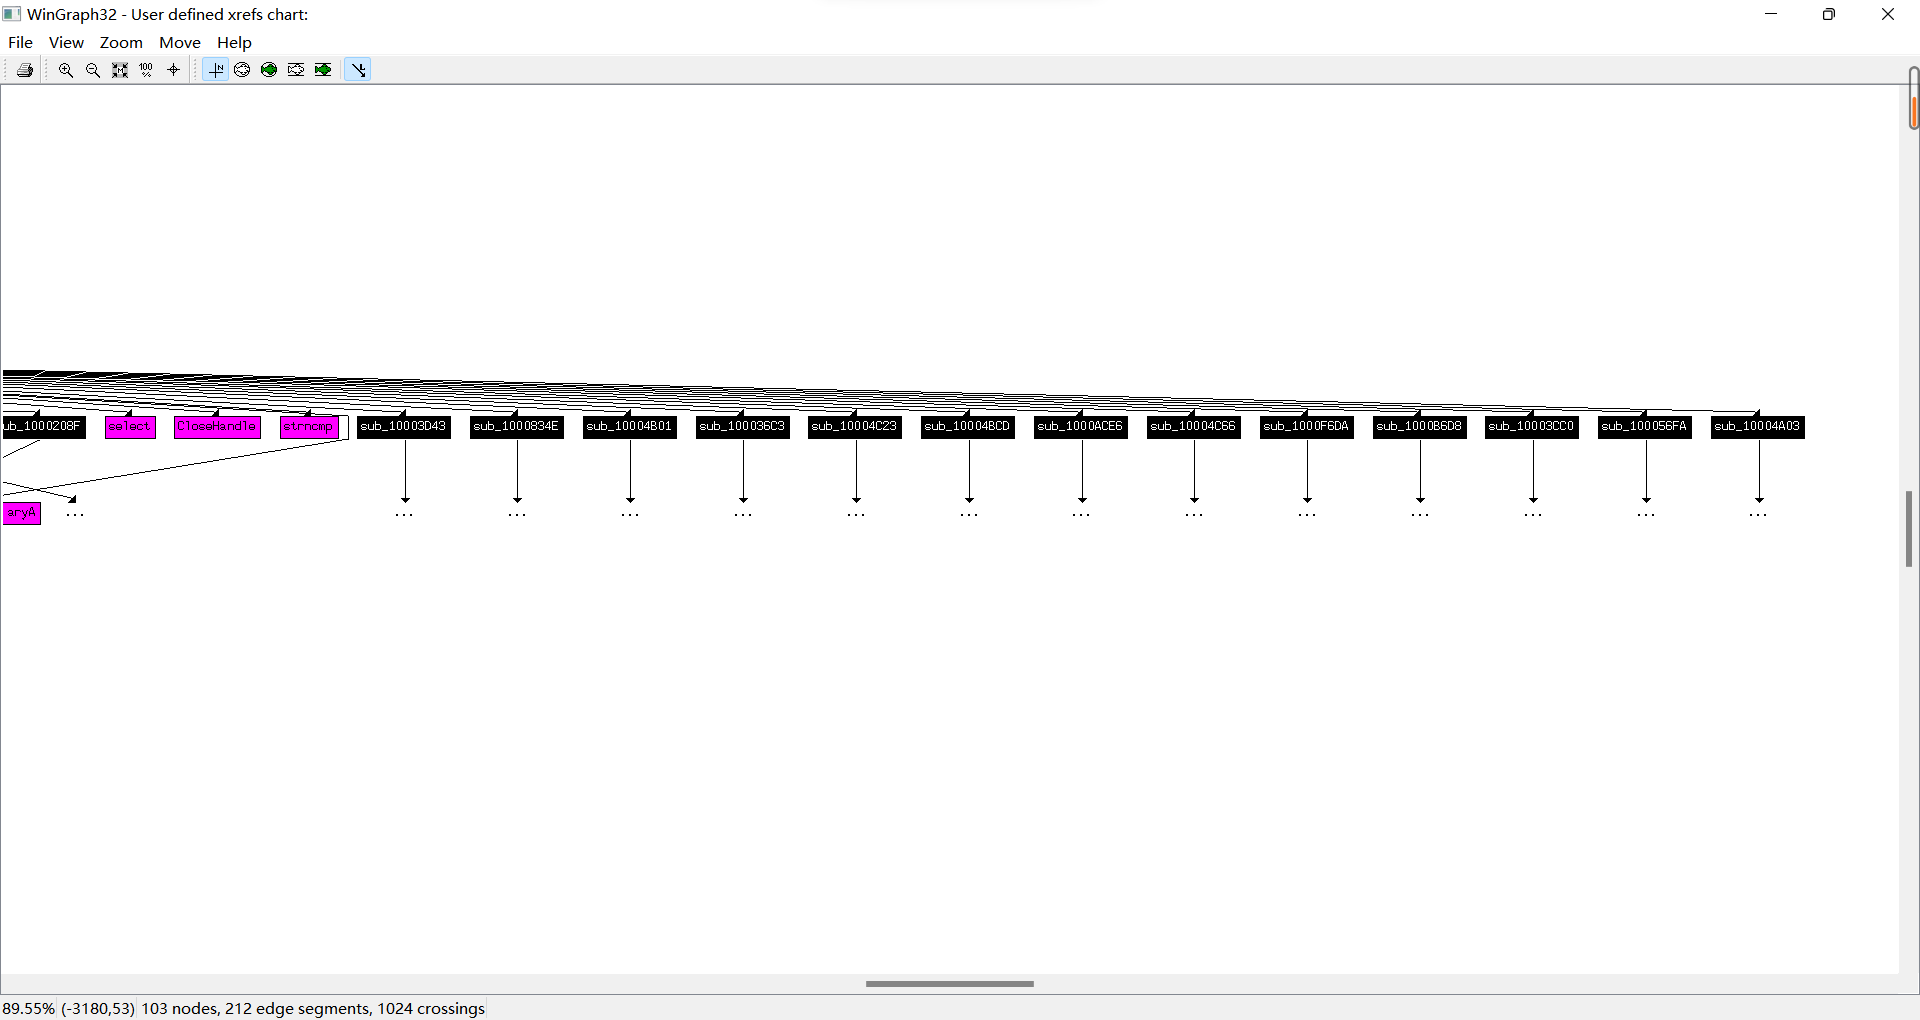 WinGraph32 - User defined xrefs chart:
File View Zoom Move Help
100 %
ub_1000208F select CloseHandle strncmp sub_10003D43 sub_1000834E sub_10004B01 sub_100036C3 sub_10004C23 sub_10004BCD sub_1000ACE6 sub_10004C66 sub_1000F6DA sub_1000B6D8 sub_10003CC0 sub_100056FA sub_10004A03
aryA ... ... ... ... ... ... ... ... ... ... ... ... ... ...
89.55% (-3180,53) 103 nodes, 212 edge segments, 1024 crossings